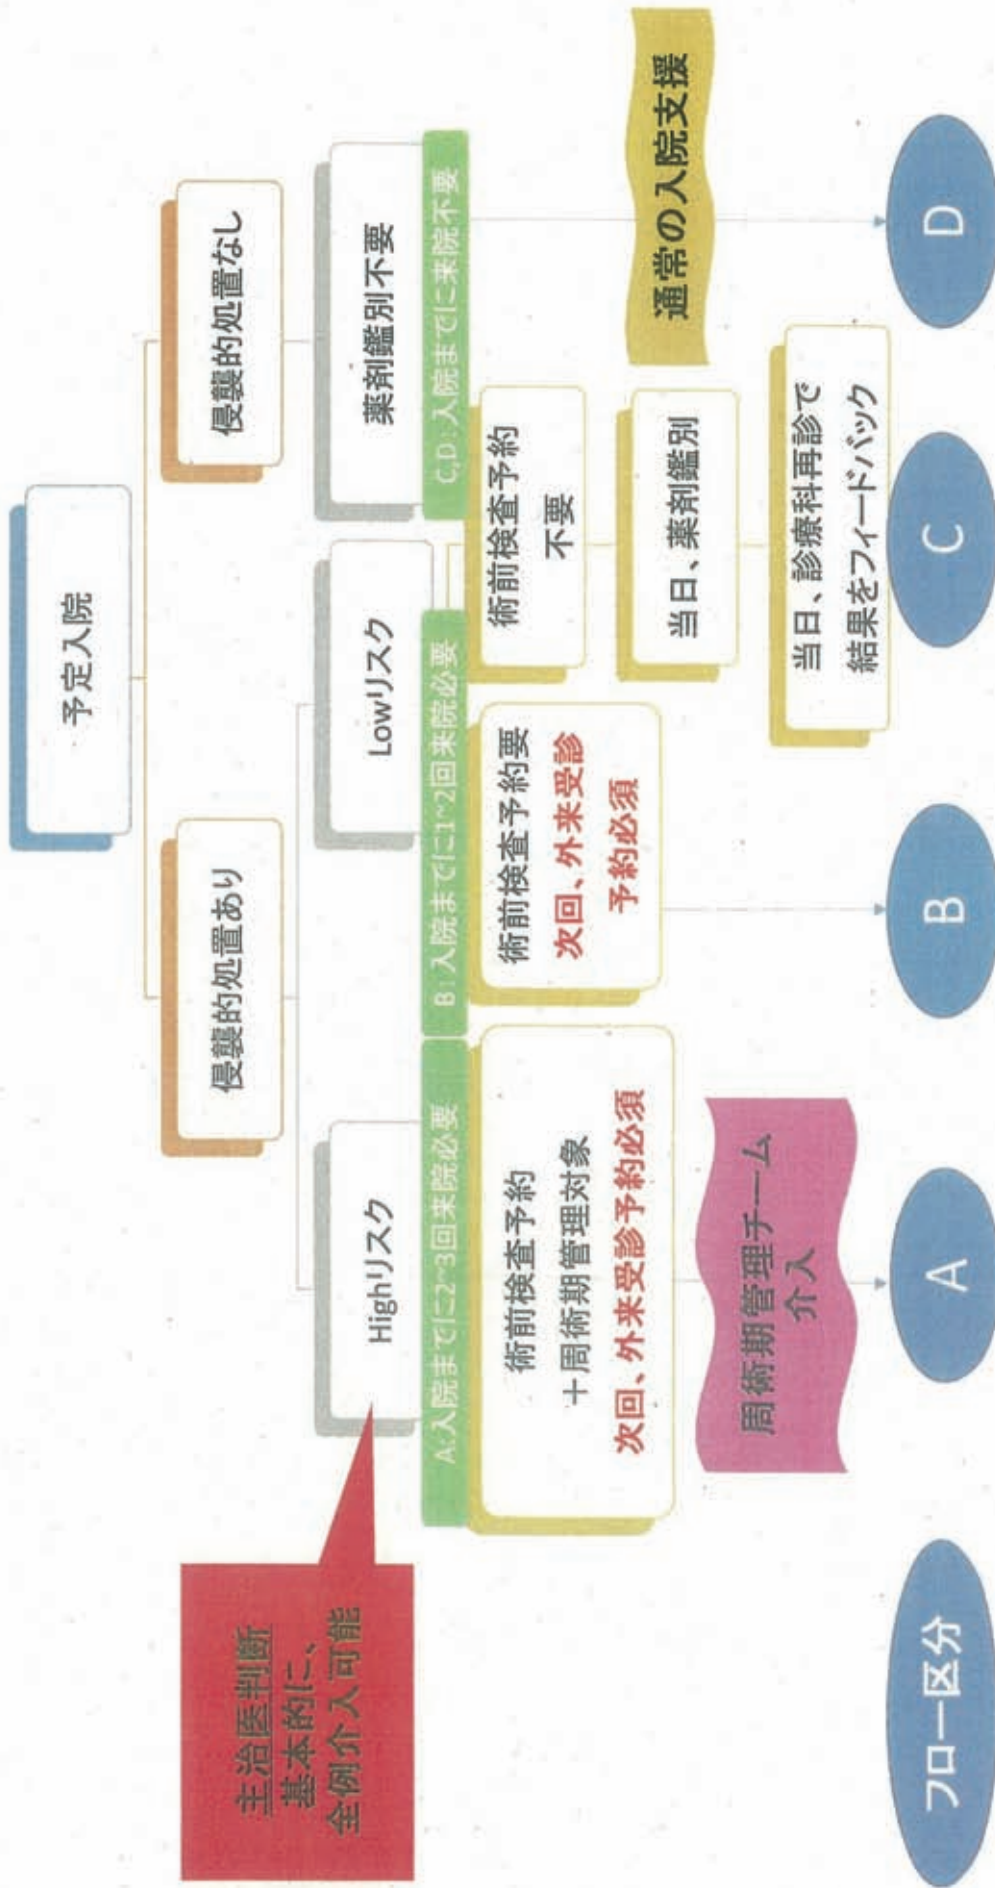 予定入院
侵襲的処置あり
侵襲的処置なし
主治医判断
基本的に、
全例介入可能
Highリスク
Lowリスク
薬剤鑑別不要
A:入院までに2~3回来院必要
B:入院までに1~2回来院必要
C,D:入院までに来院不要
術前検査予約
+周術期管理対象
次回、外来受診予約必須
術前検査予約要
次回、外来受診
予約必須
術前検査予約
不要
当日、薬剤鑑別
当日、診療科再診で
結果をフィードバック
周術期管理チーム
介入
通常の入院支援
フロー区分
A
B
C
D